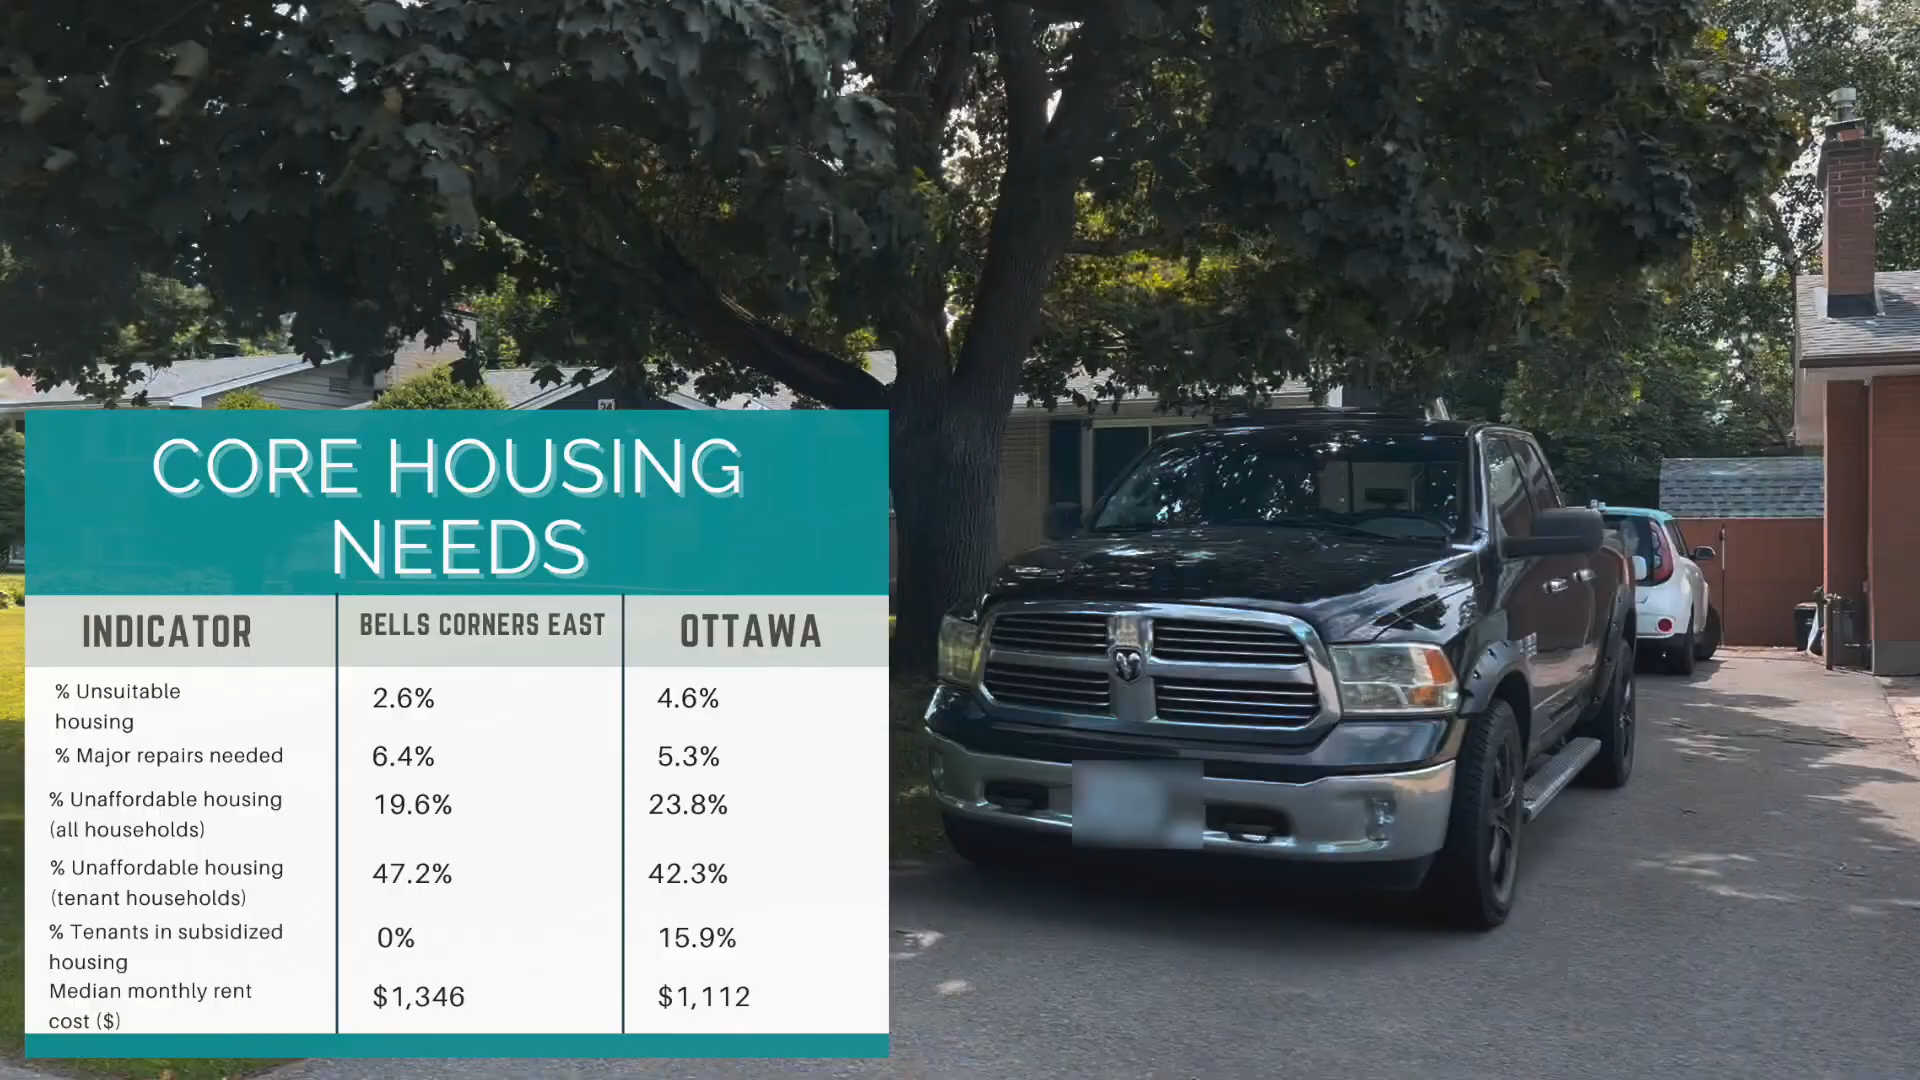 CORE HOUSING
NEEDS
INDICATOR
BELLS CORNERS EAST
OTTAWA
% Unsuitable
housing
2.6%
4.6%
% Major repairs needed
6.4%
5.3%
% Unaffordable housing
(all households)
19.6%
23.8%
% Unaffordable housing
(tenant households)
47.2%
42.3%
% Tenants in subsidized
housing
0%
15.9%
Median monthly rent
cost ($)
$1,346
$1,112